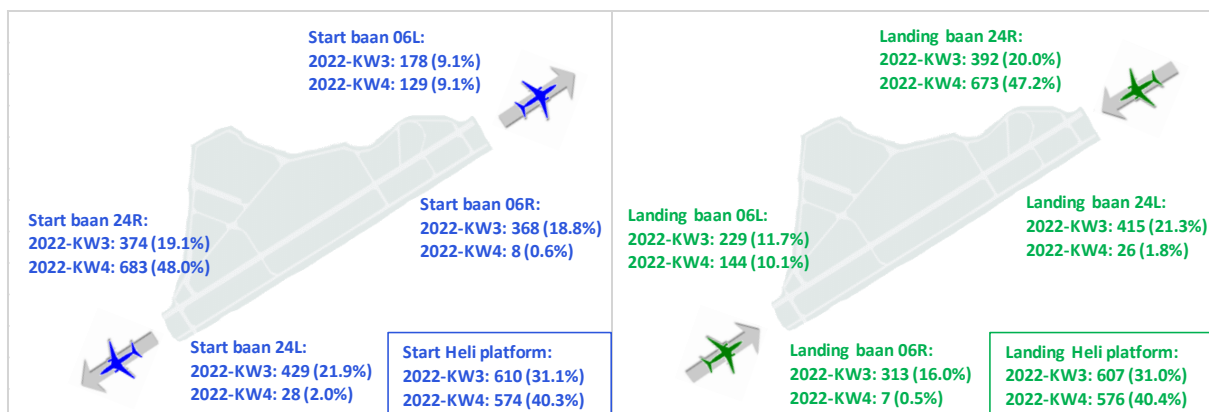 Start baan 06L:
2022-KW3: 178 (9.1%)
2022-KW4: 129 (9.1%)
Start baan 24R:
2022-KW3: 374 (19.1%)
2022-KW4: 683 (48.0%)
Start baan 06R:
2022-KW3: 368 (18.8%)
2022-KW4: 8 (0.6%)
Start baan 24L:
2022-KW3: 429 (21.9%)
2022-KW4: 28 (2.0%)
Start Heli platform:
2022-KW3: 610 (31.1%)
2022-KW4: 574 (40.3%)
Landing baan 24R:
2022-KW3: 392 (20.0%)
2022-KW4: 673 (47.2%)
Landing baan 06L:
2022-KW3: 229 (11.7%)
2022-KW4: 144 (10.1%)
Landing baan 24L:
2022-KW3: 415 (21.3%)
2022-KW4: 26 (1.8%)
Landing baan 06R:
2022-KW3: 313 (16.0%)
2022-KW4: 7 (0.5%)
Landing Heli platform:
2022-KW3: 607 (31.0%)
2022-KW4: 576 (40.4%)